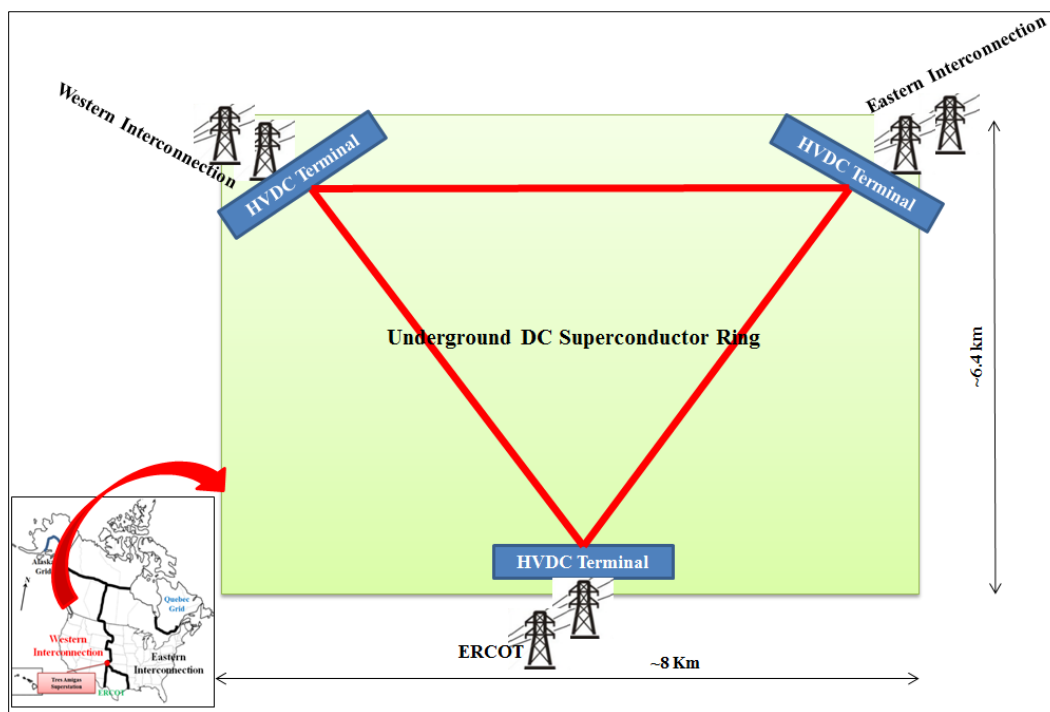 Western Interconnection
Eastern Interconnection
HVDC Terminal
HVDC Terminal
Underground DC Superconductor Ring
~6.4 km
HVDC Terminal
ERCOT
~8 Km
Alaska
Grid
N
Quebec
Grid
Western
Interconnection
Eastern
Interconnection
Tres Amigas
Superstation
ERCOT